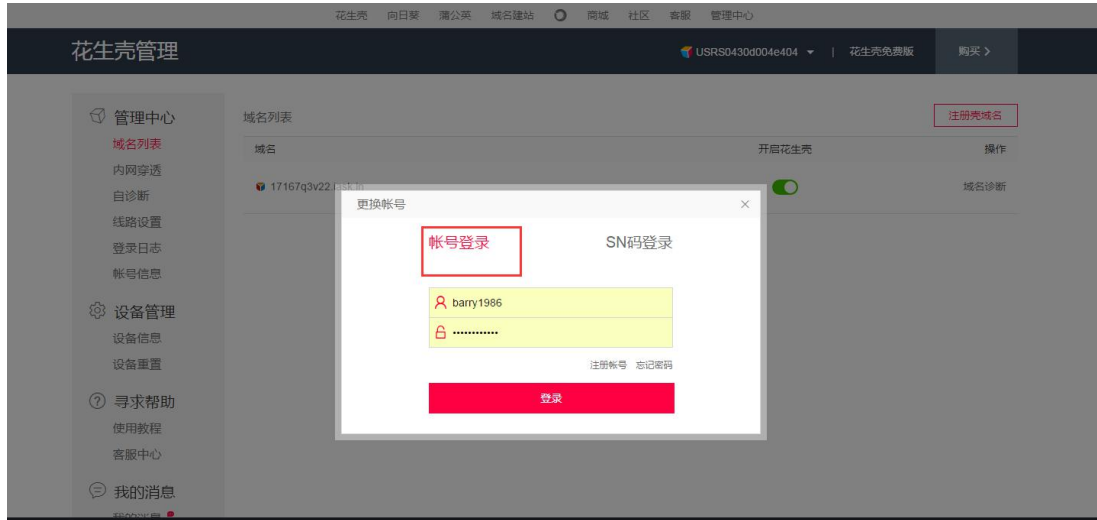 花生壳 向日葵 蒲公英 域名建站 商城 社区 客服 管理中心
花生壳管理
USRS0430d004e404 | 花生壳免费版 购买 >
管理中心
域名列表 注册壳域名
域名列表
域名 开启花生壳 操作
内网穿透
自诊断
17167q3v22. 域名诊断
更换帐号 ×
线路设置
登录日志
帐号登录 SN码登录
帐号信息
barry1986
设备管理
••••••••••••
设备信息
注册帐号 忘记密码
设备重置
登录
寻求帮助
使用教程
客服中心
我的消息
我的消息